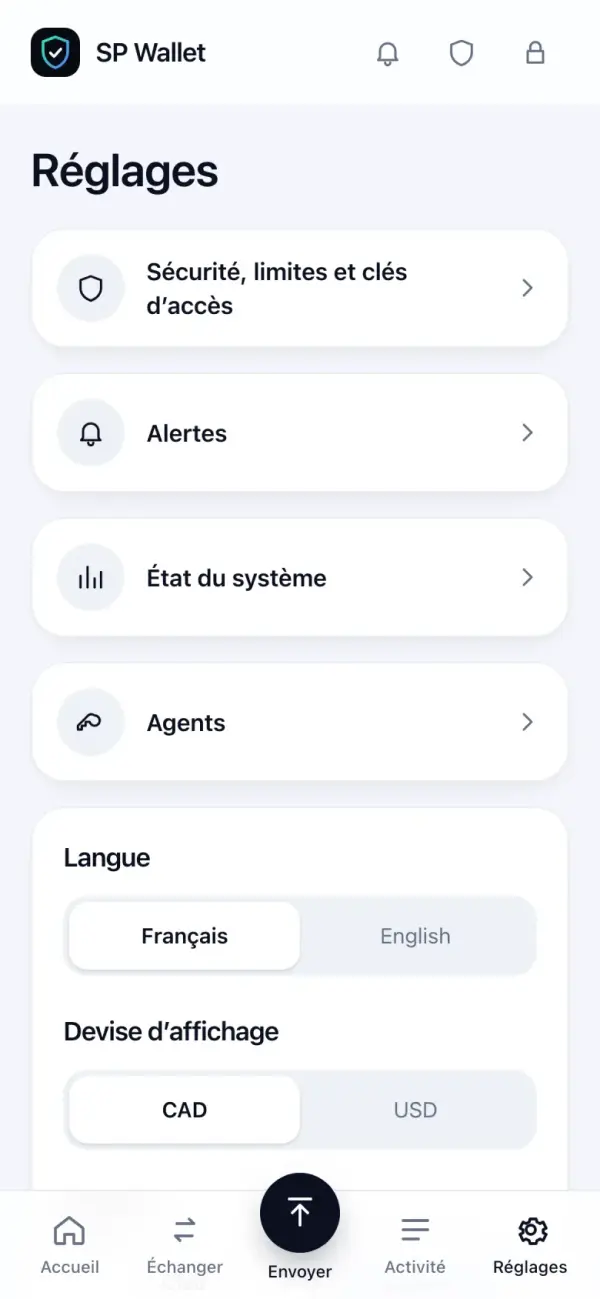 SP Wallet
Réglages
Sécurité, limites et clés
d’accès
Alertes
État du système
Agents
Langue
Français
English
Devise d’affichage
CAD
USD
Accueil
Échanger
Envoyer
Activité
Réglages